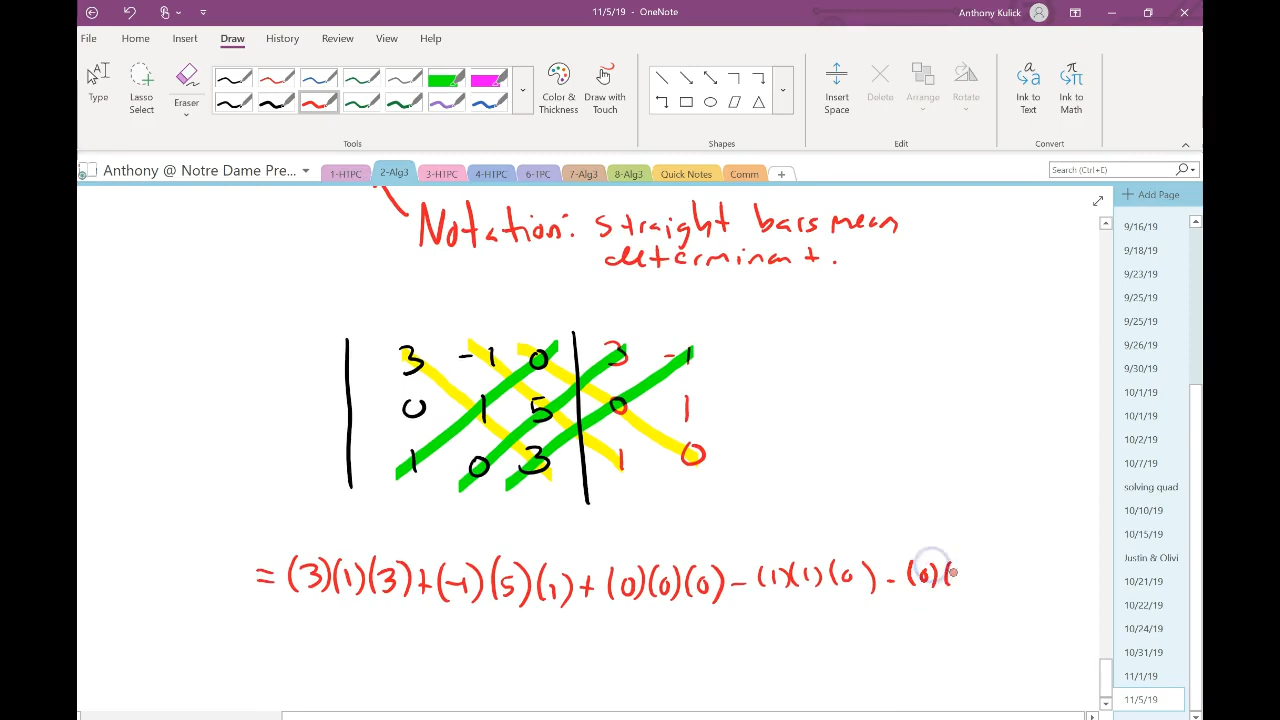 11/5/19 - OneNote
Anthony Kulick
File Home Insert Draw History Review View Help
Type
Lasso Select
Eraser
Color & Thickness
Draw with Touch
Insert Space
Delete
Arrange
Rotate
Ink to Text
Ink to Math
Tools
Shapes
Edit
Convert
Anthony @ Notre Dame Pre...
1-H1PC 2-Alg3 3-H1PC 4-H1PC 6-TPC 7-Alg3 8-Alg3 Quick Notes Comm +
Search (Ctrl+E)
Add Page
9/16/19
9/18/19
9/23/19
9/25/19
9/25/19
9/26/19
9/30/19
10/1/19
10/1/19
10/2/19
10/7/19
solving quad
10/10/19
10/15/19
Justin & Olivi
10/21/19
10/22/19
10/24/19
10/31/19
11/1/19
11/5/19
Notation: straight bars mean
determinant.
3 -1 0 3 -1
0 1 5 0 1
1 0 3 1 0
= (3)(1)(3)+(-1)(5)(1)+(0)(0)(0)-(1)(1)(0)-(0)(